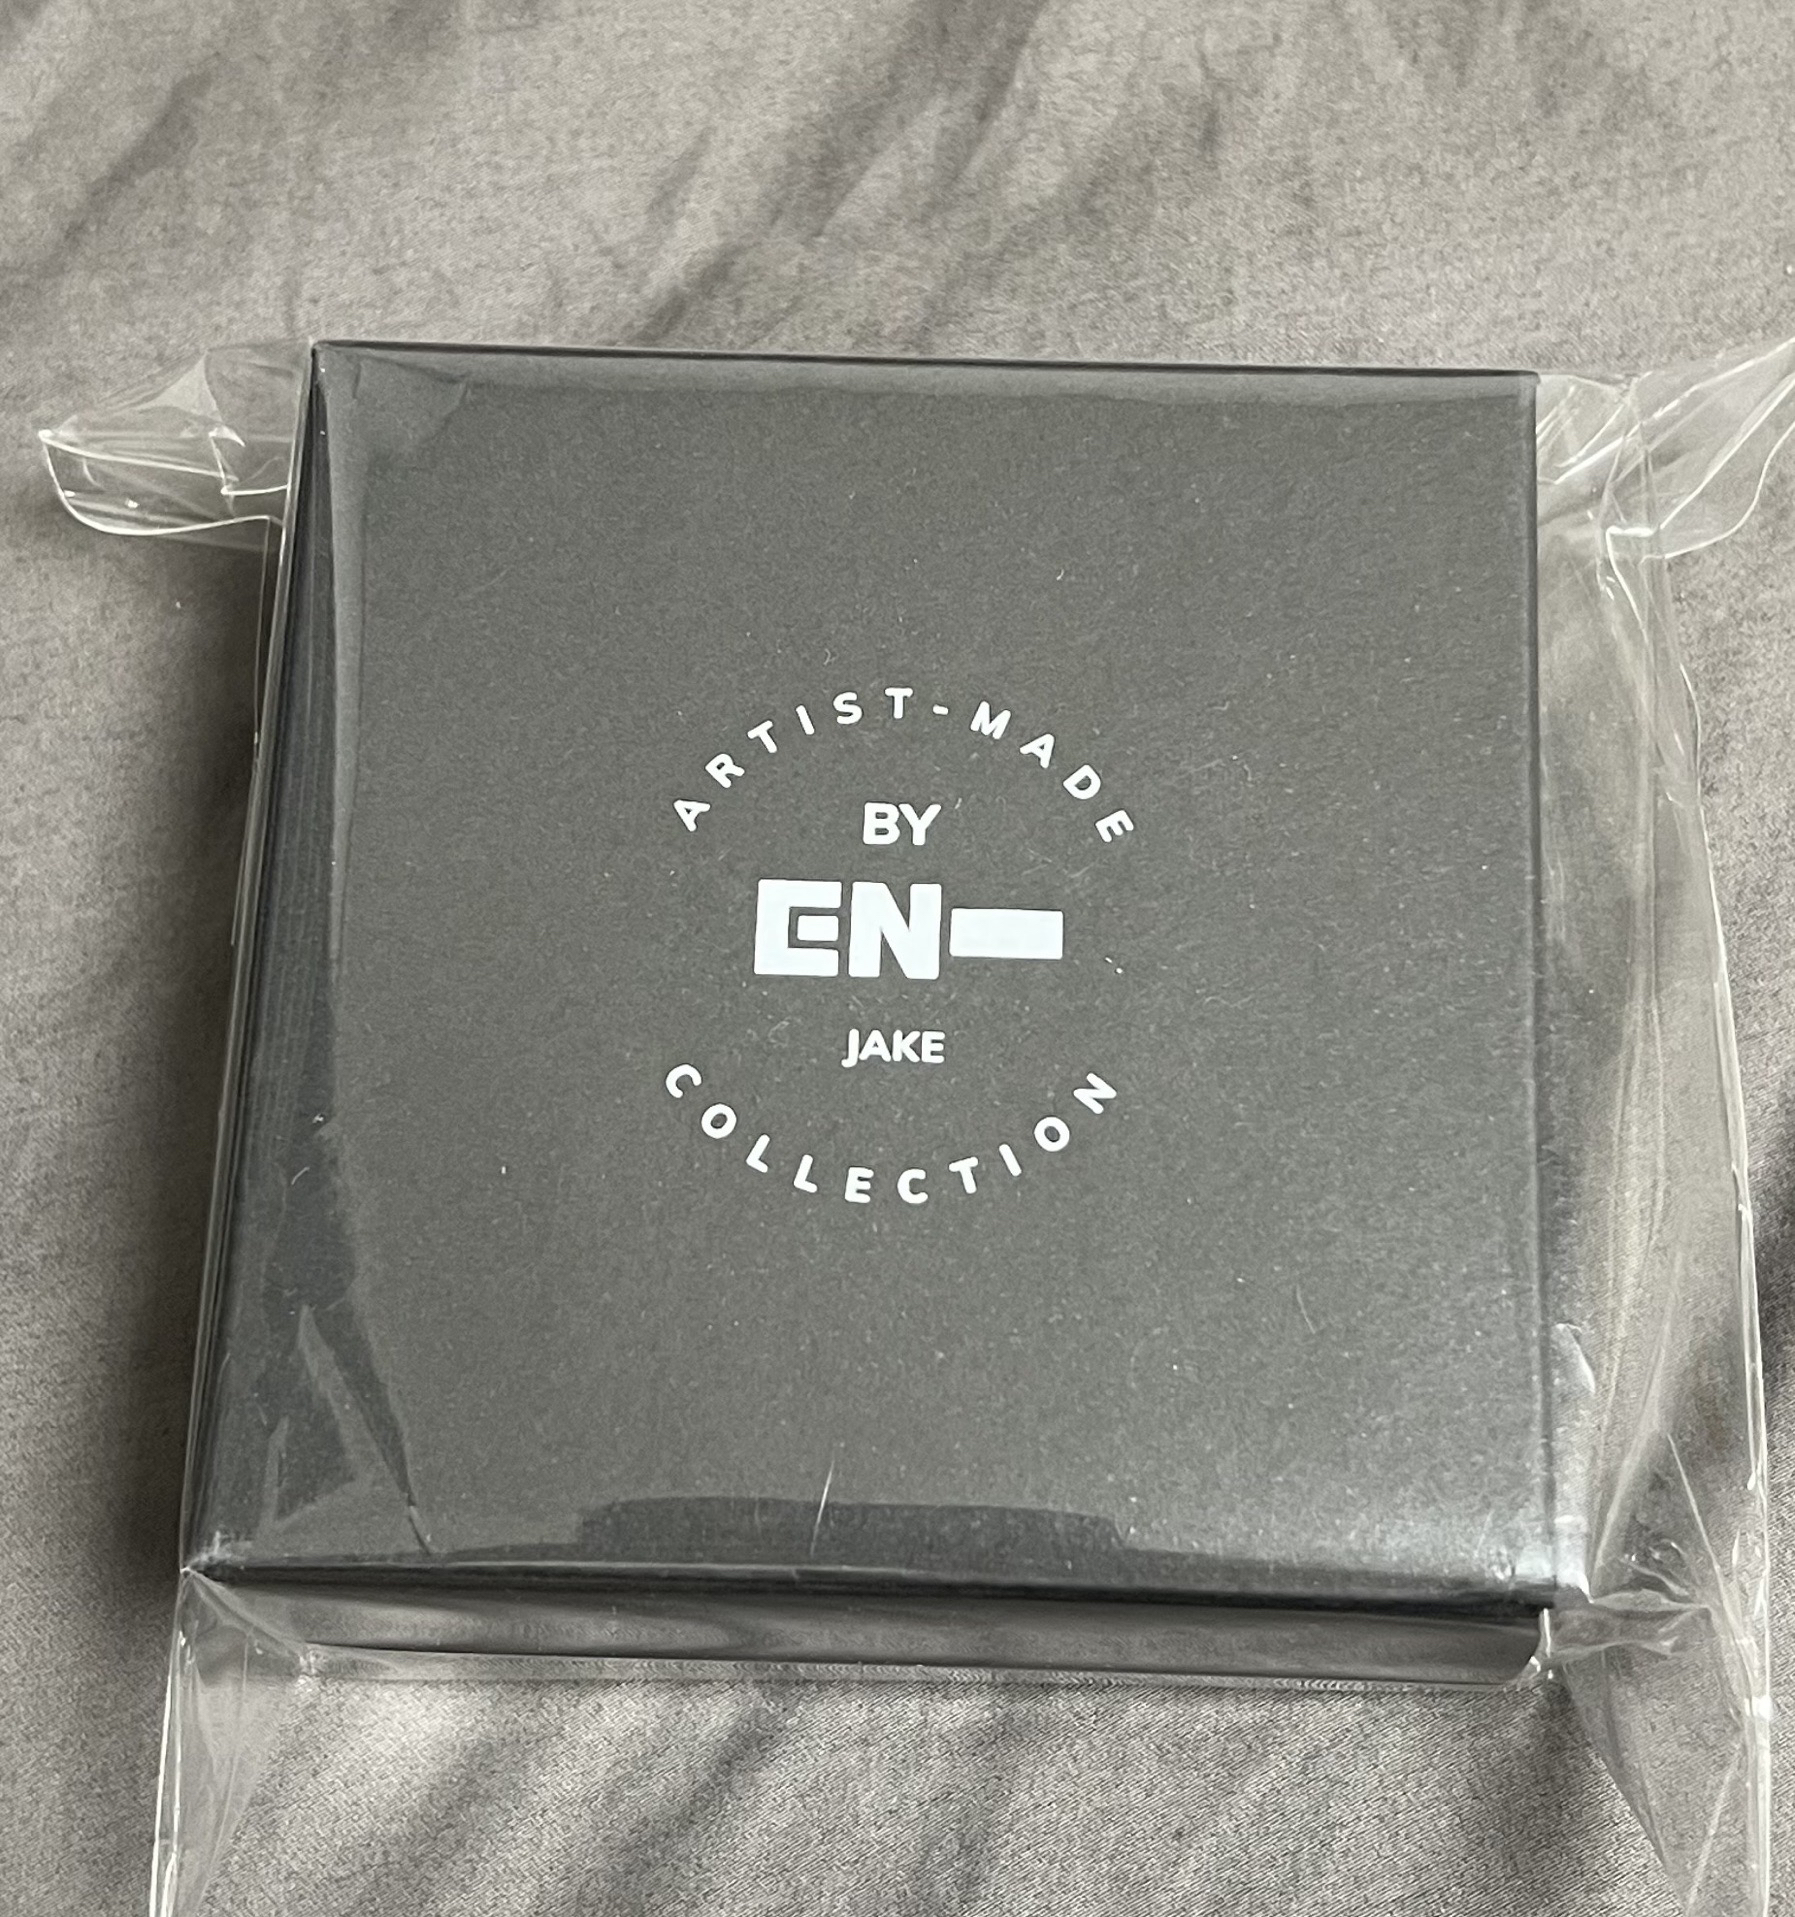 ARTIST-MADE
BY
EN-
JAKE
COLLECTION